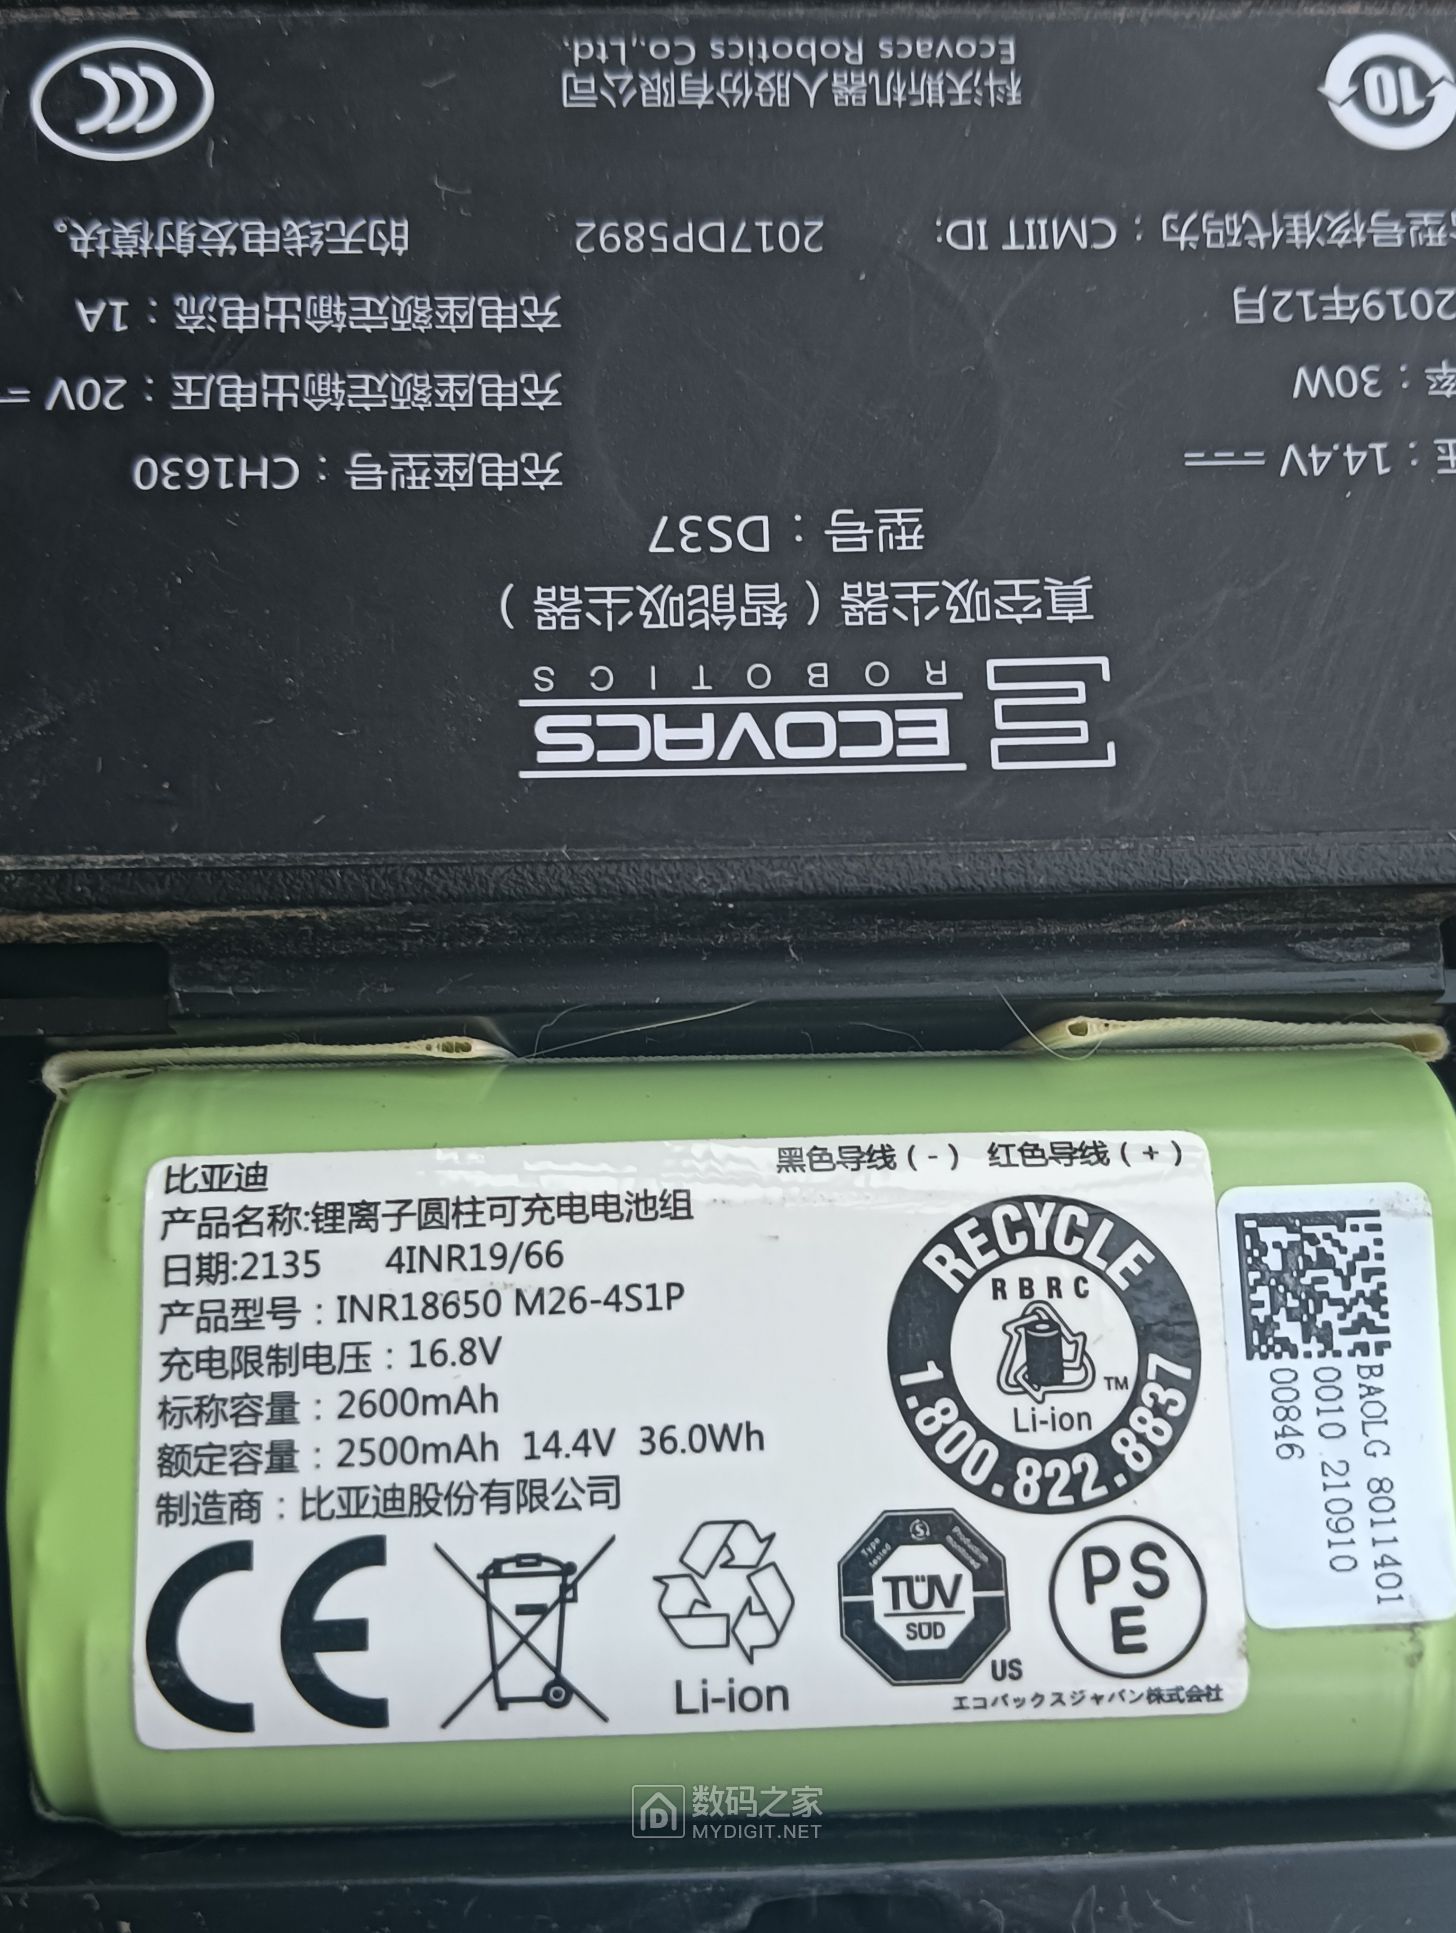 ECOVACS
ROBOTICS
真空吸尘器（智能吸尘器）
型号：DS37
压：14.4V ⎓
充电座型号：CH1630
率：30W
充电座额定输出电压：20V ⎓
2019年12月
充电座额定输出电流：1A
型号核准代码为：CMIIT ID: 2017DP5892 的无线电发射模块。
10
科沃斯机器人股份有限公司
Ecovacs Robotics Co.,Ltd.
CCC
黑色导线（-） 红色导线（+）
比亚迪
产品名称:锂离子圆柱可充电电池组
日期:2135 4INR19/66
产品型号：INR18650 M26-4S1P
充电限制电压：16.8V
标称容量：2600mAh
额定容量：2500mAh 14.4V 36.0Wh
制造商：比亚迪股份有限公司
RECYCLE
RBRC
TM
Li-ion
1.800.822.8837
CE
Li-ion
Type tested
Production monitored
TÜV
SÜD
US
PS
E
エコバックスジャパン株式会社
BAOLG 8011401
0010 210910
00846
数码之家
MYDIGIT.NET